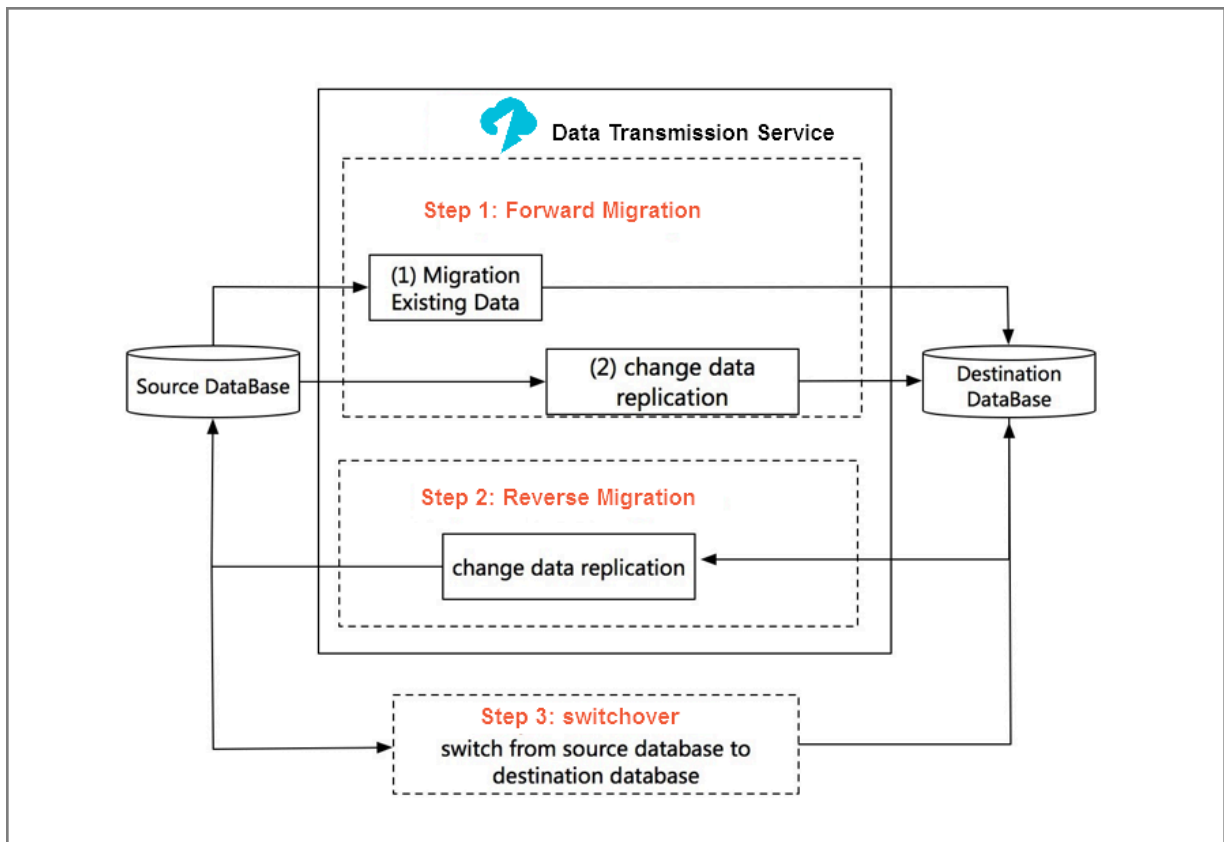 Data Transmission Service
Step 1: Forward Migration
(1) Migration
Existing Data
(2) change data
replication
Source DataBase
Destination
DataBase
Step 2: Reverse Migration
change data replication
Step 3: switchover
switch from source database to
destination database